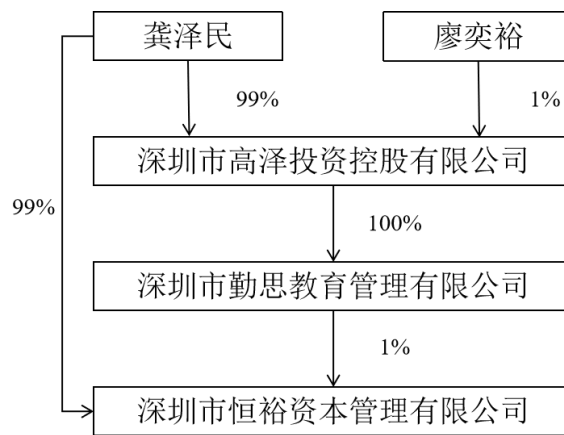 龚泽民
廖奕裕
99%
1%
深圳市高泽投资控股有限公司
99%
100%
深圳市勤思教育管理有限公司
1%
深圳市恒裕资本管理有限公司